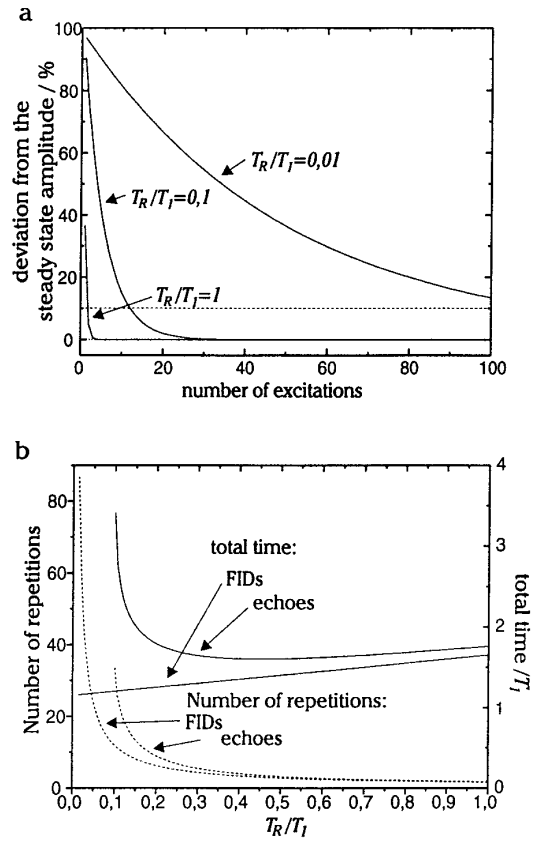 a
deviation from the
steady state amplitude / %
100
80
60
40
20
0
T_R/T_1=0,01
T_R/T_1=0,1
T_R/T_1=1
0 20 40 60 80 100
number of excitations
b
Number of repetitions
80
60
40
20
0
total time:
FIDs
echoes
Number of repetitions:
FIDs
echoes
4
3
2
1
0
total time /T_1
0,0 0,1 0,2 0,3 0,4 0,5 0,6 0,7 0,8 0,9 1,0
T_R/T_1